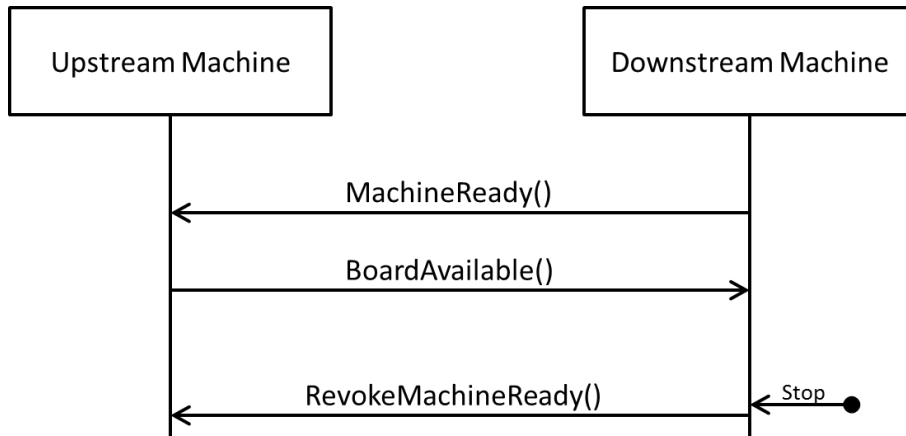 Upstream Machine
Downstream Machine
MachineReady()
BoardAvailable()
RevokeMachineReady()
Stop